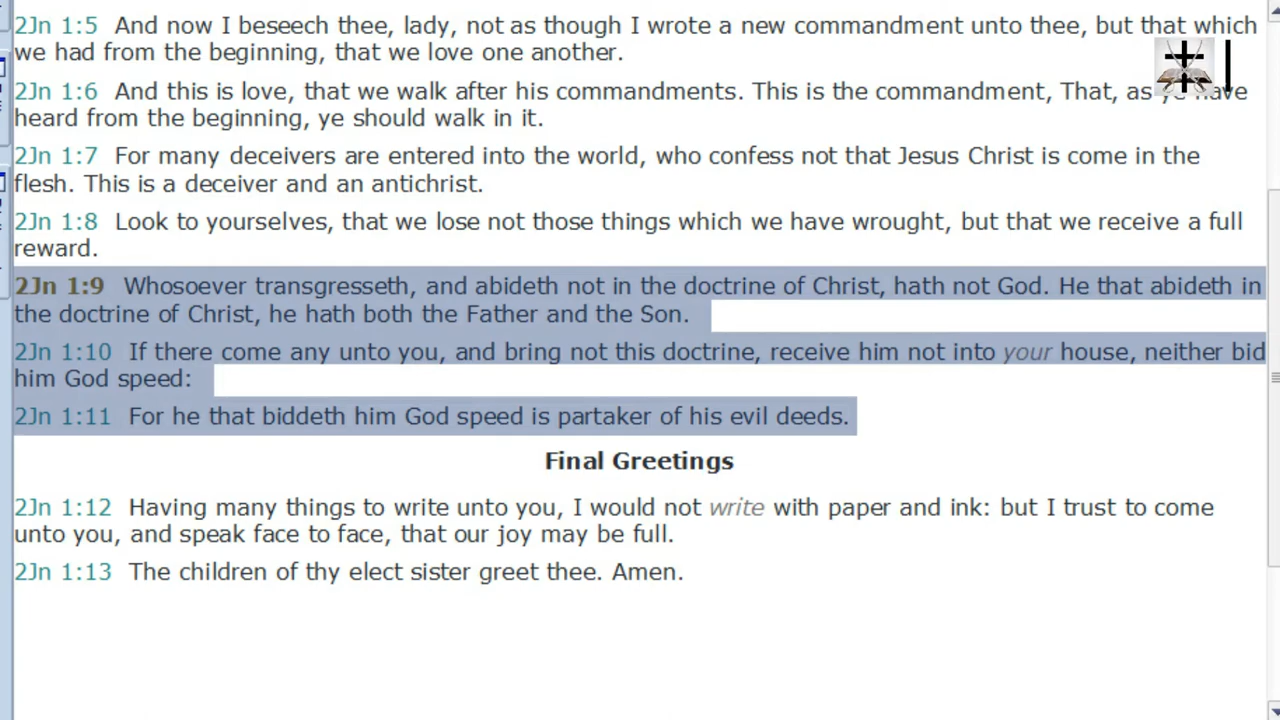 2Jn 1:5 And now I beseech thee, lady, not as though I wrote a new commandment unto thee, but that which
we had from the beginning, that we love one another.
2Jn 1:6 And this is love, that we walk after his commandments. This is the commandment, That, as ye have
heard from the beginning, ye should walk in it.
2Jn 1:7 For many deceivers are entered into the world, who confess not that Jesus Christ is come in the
flesh. This is a deceiver and an antichrist.
2Jn 1:8 Look to yourselves, that we lose not those things which we have wrought, but that we receive a full
reward.
2Jn 1:9 Whosoever transgresseth, and abideth not in the doctrine of Christ, hath not God. He that abideth in
the doctrine of Christ, he hath both the Father and the Son.
2Jn 1:10 If there come any unto you, and bring not this doctrine, receive him not into your house, neither bid
him God speed:
2Jn 1:11 For he that biddeth him God speed is partaker of his evil deeds.
Final Greetings
2Jn 1:12 Having many things to write unto you, I would not write with paper and ink: but I trust to come
unto you, and speak face to face, that our joy may be full.
2Jn 1:13 The children of thy elect sister greet thee. Amen.